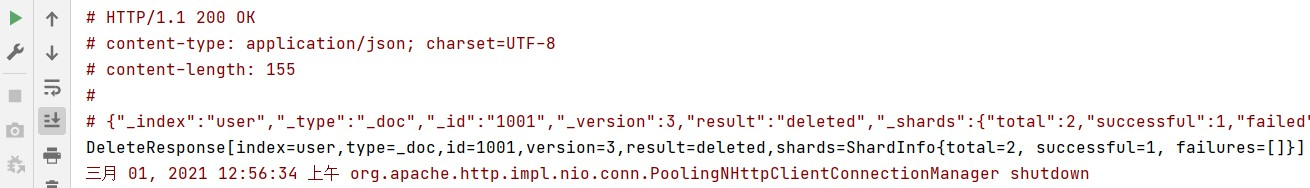 # HTTP/1.1 200 OK
# content-type: application/json; charset=UTF-8
# content-length: 155
#
# {"_index":"user","_type":"_doc","_id":"1001","_version":3,"result":"deleted","_shards":{"total":2,"successful":1,"failed"
DeleteResponse[index=user,type=_doc,id=1001,version=3,result=deleted,shards=ShardInfo{total=2, successful=1, failures=[]}]
三月 01, 2021 12:56:34 上午 org.apache.http.impl.nio.conn.PoolingNHttpClientConnectionManager shutdown